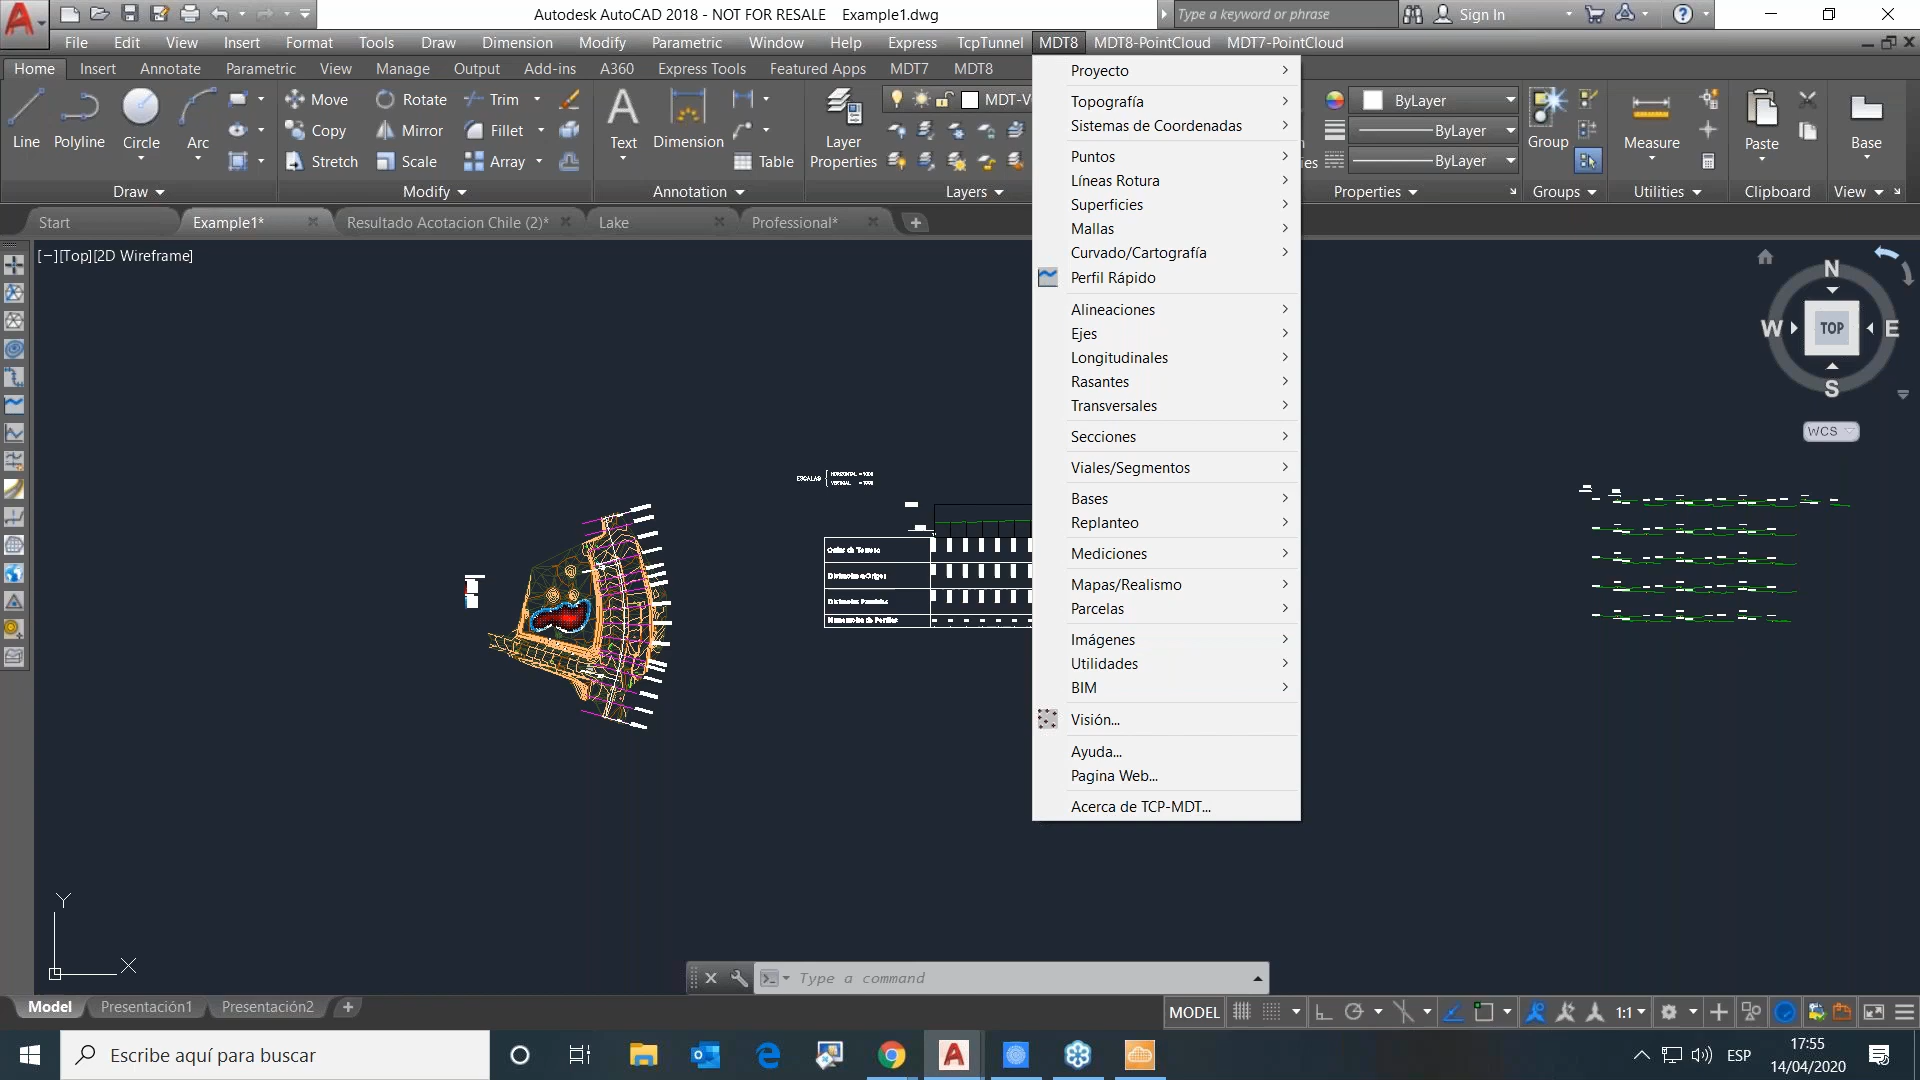 Autodesk AutoCAD 2018 - NOT FOR RESALE    Example1.dwg
Type a keyword or phrase
Sign In
File Edit View Insert Format Tools Draw Dimension Modify Parametric Window Help Express TcpTunnel MDT8 MDT8-PointCloud MDT7-PointCloud
Home Insert Annotate Parametric View Manage Output Add-ins A360 Express Tools Featured Apps MDT7 MDT8
Line
Polyline
Circle
Arc
Move
Rotate
Trim
Copy
Mirror
Fillet
Stretch
Scale
Array
Text
Dimension
Table
Layer
Properties
MDT-V
ByLayer
ByLayer
ByLayer
Group
Measure
Paste
Base
Draw
Modify
Annotation
Layers
Properties
Groups
Utilities
Clipboard
View
Start
Example1*
Resultado Acotacion Chile (2)*
Lake
Professional*
[−][Top][2D Wireframe]
Proyecto
Topografía
Sistemas de Coordenadas
Puntos
Líneas Rotura
Superficies
Mallas
Curvado/Cartografía
Perfil Rápido
Alineaciones
Ejes
Longitudinales
Rasantes
Transversales
Secciones
Viales/Segmentos
Bases
Replanteo
Mediciones
Mapas/Realismo
Parcelas
Imágenes
Utilidades
BIM
Visión...
Ayuda...
Pagina Web...
Acerca de TCP-MDT...
N
W
TOP
E
S
WCS
ESCALAS
Y
X
Type a command
Model
Presentación1
Presentación2
MODEL
1:1
Escribe aquí para buscar
ESP
17:55
14/04/2020